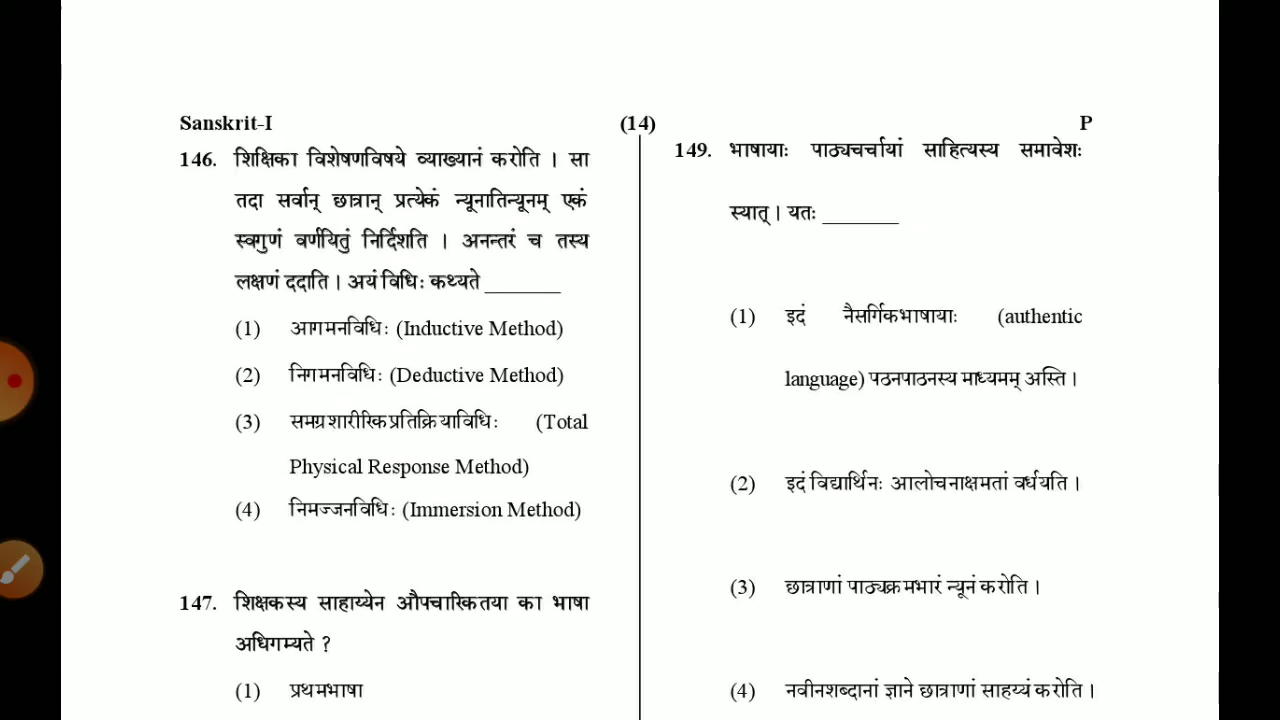 Sanskrit-I
(14)
P
146. शिक्षिका विशेषणविषये व्याख्यानं करोति । सा
तदा सर्वान् छात्रान् प्रत्येकं न्यूनातिन्यूनम् एकं
स्वगुणं वर्णयितुं निर्दिशति । अनन्तरं च तस्य
लक्षणं ददाति । अयं विधिः कथ्यते _______
(1) आगमनविधिः (Inductive Method)
(2) निगमनविधिः (Deductive Method)
(3) समग्रशारीरिकप्रतिक्रियाविधिः (Total
Physical Response Method)
(4) निमज्जनविधिः (Immersion Method)
147. शिक्षकस्य साहाय्येन औपचारिकतया का भाषा
अधिगम्यते ?
(1) प्रथमभाषा
149. भाषायाः पाठ्यचर्चायां साहित्यस्य समावेशः
स्यात् । यतः _______
(1) इदं नैसर्गिकभाषायाः (authentic
language) पठनपाठनस्य माध्यमम् अस्ति ।
(2) इदं विद्यार्थिनः आलोचनाक्षमतां वर्धयति ।
(3) छात्राणां पाठ्यक्रमभारं न्यूनं करोति ।
(4) नवीनशब्दानां ज्ञाने छात्राणां साहय्यं करोति ।